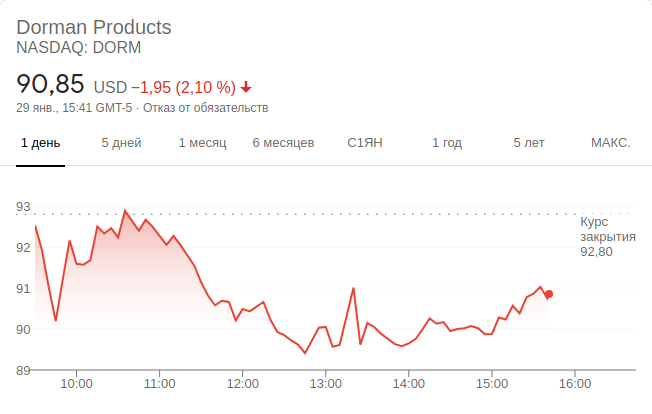 Dorman Products
NASDAQ: DORM
90,85 USD −1,95 (2,10 %)
29 янв., 15:41 GMT-5 · Отказ от обязательств
1 день 5 дней 1 месяц 6 месяцев С1ЯН 1 год 5 лет МАКС.
93
Курс
закрытия
92,80
92
91
90
89
10:00 11:00 12:00 13:00 14:00 15:00 16:00